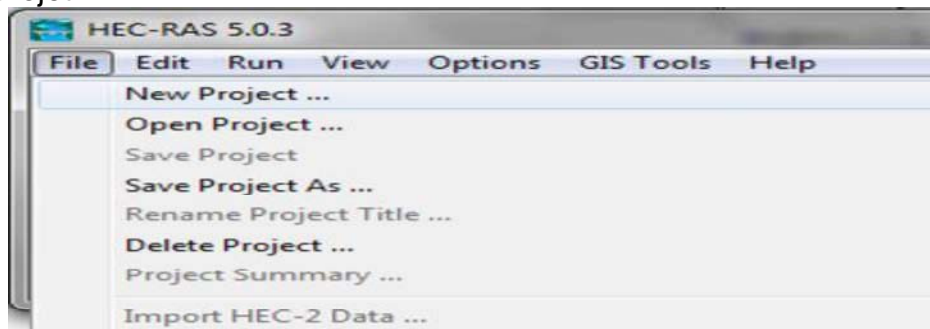 HEC-RAS 5.0.3
File Edit Run View Options GIS Tools Help
New Project ...
Open Project ...
Save Project
Save Project As ...
Rename Project Title ...
Delete Project ...
Project Summary ...
Import HEC-2 Data ...